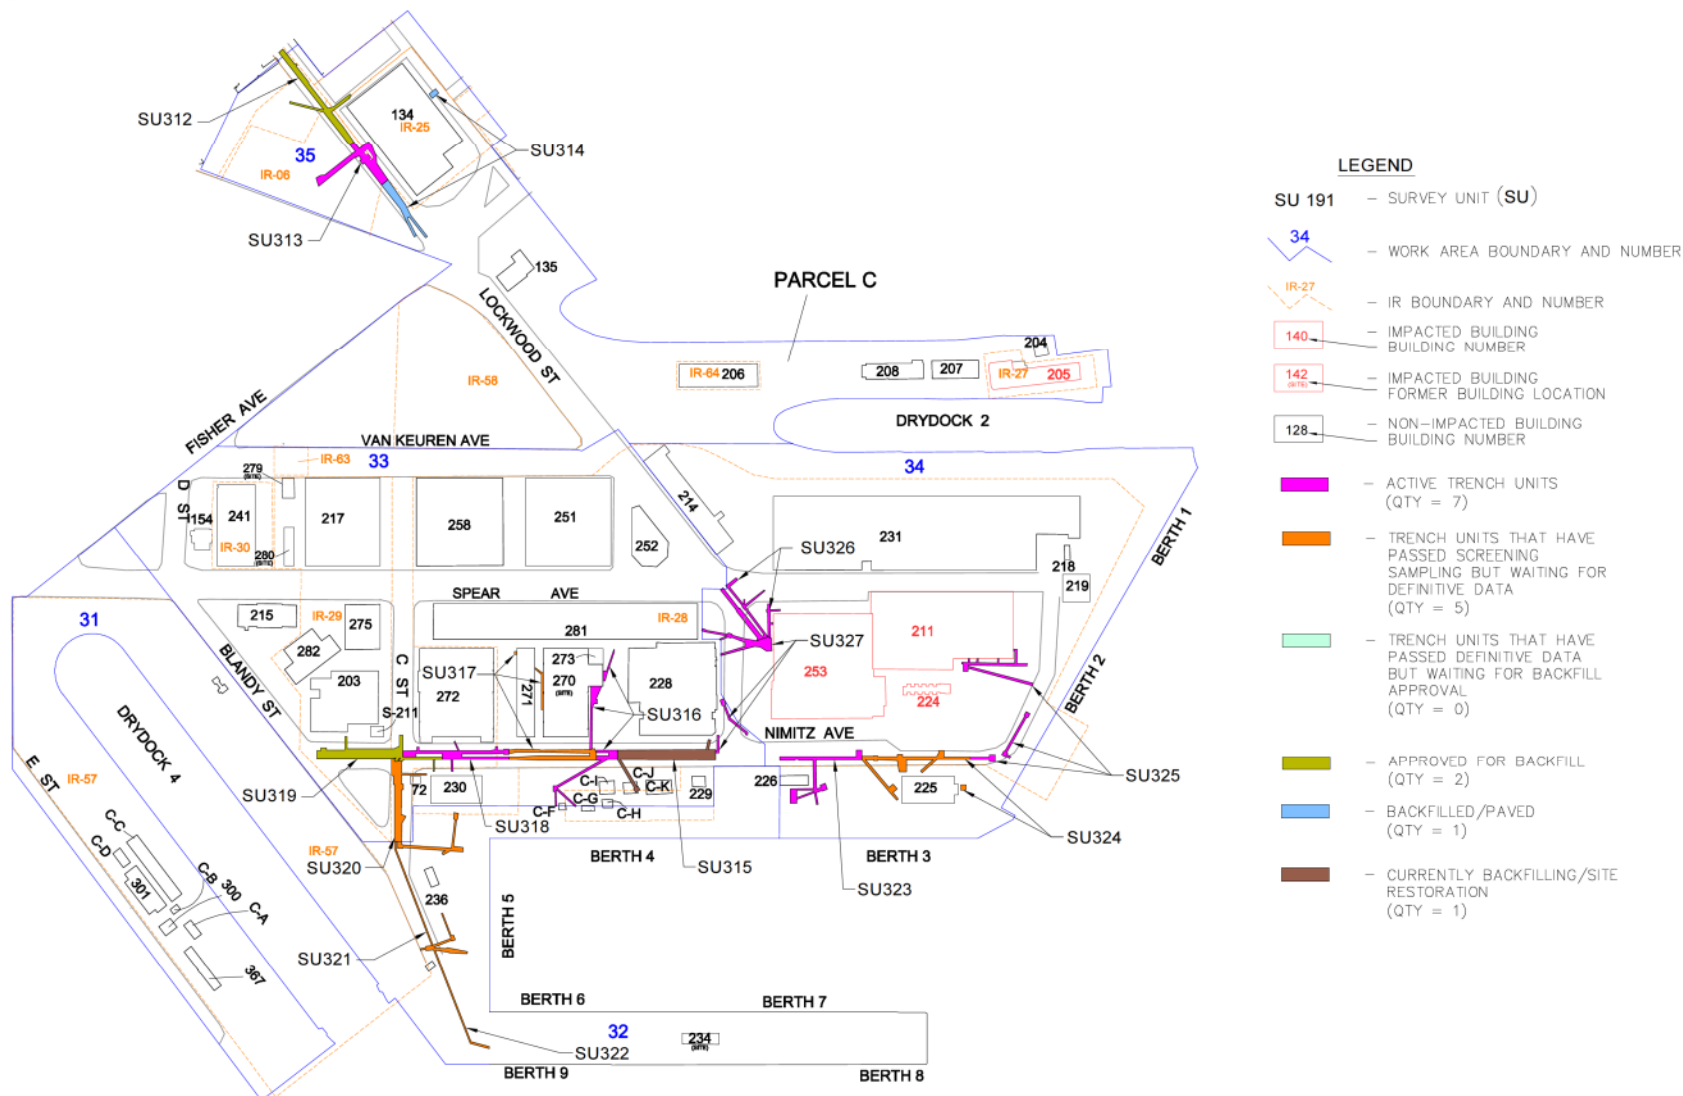 SU312
134
IR-25
SU314
35
IR-06
SU313
135
LOCKWOOD ST
PARCEL C
204
IR-64 206
208
207
IR-27
205
DRYDOCK 2
IR-58
FISHER AVE
VAN KEUREN AVE
IR-63
33
34
279
(SITE)
D ST
154
241
IR-30
280
(SITE)
217
258
251
252
214
231
218
219
BERTH 1
SU326
SPEAR AVE
281
IR-28
31
215
IR-29
275
282
203
BLANDY ST
C ST
S-211
SU317
272
271
273
270
(SITE)
228
SU316
SU327
253
211
224
BERTH 2
NIMITZ AVE
DRYDOCK 4
E ST
IR-57
SU319
72
230
SU318
C-I
C-J
C-K
C-G
C-F
C-H
229
226
225
SU325
SU324
IR-57
SU320
BERTH 4
SU315
BERTH 3
SU323
C-C
C-D
301
C-B
300
C-A
367
236
SU321
BERTH 5
BERTH 6
BERTH 7
32
234
(SITE)
SU322
BERTH 9
BERTH 8
LEGEND
SU 191 – SURVEY UNIT (SU)
34 – WORK AREA BOUNDARY AND NUMBER
IR-27 – IR BOUNDARY AND NUMBER
140 – IMPACTED BUILDING
BUILDING NUMBER
142 – IMPACTED BUILDING
(SITE) FORMER BUILDING LOCATION
128 – NON-IMPACTED BUILDING
BUILDING NUMBER
– ACTIVE TRENCH UNITS
(QTY = 7)
– TRENCH UNITS THAT HAVE
PASSED SCREENING
SAMPLING BUT WAITING FOR
DEFINITIVE DATA
(QTY = 5)
– TRENCH UNITS THAT HAVE
PASSED DEFINITIVE DATA
BUT WAITING FOR BACKFILL
APPROVAL
(QTY = 0)
– APPROVED FOR BACKFILL
(QTY = 2)
– BACKFILLED/PAVED
(QTY = 1)
– CURRENTLY BACKFILLING/SITE
RESTORATION
(QTY = 1)